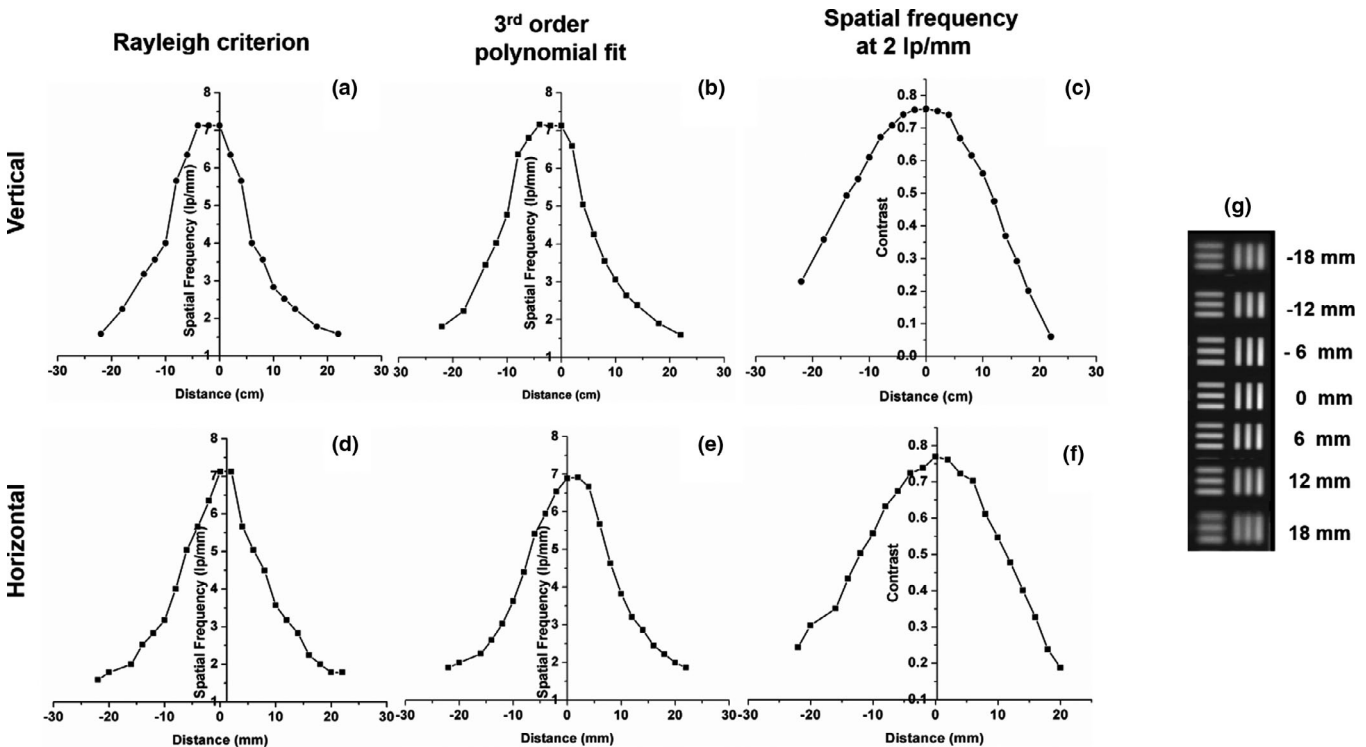 Rayleigh criterion
3rd order
polynomial fit
Spatial frequency
at 2 lp/mm
Vertical
(a)
Spatial Frequency (lp/mm)
8
7
6
5
4
3
2
1
-30 -20 -10 0 10 20 30
Distance (cm)
(b)
Spatial Frequency (lp/mm)
8
7
6
5
4
3
2
1
-30 -20 -10 0 10 20 30
Distance (cm)
(c)
Contrast
0.8
0.7
0.6
0.5
0.4
0.3
0.2
0.1
0.0
-30 -20 -10 0 10 20 30
Distance (cm)
Horizontal
(d)
Spatial Frequency (lp/mm)
8
7
6
5
4
3
2
1
-30 -20 -10 0 10 20 30
Distance (mm)
(e)
Spatial Frequency (lp/mm)
8
7
6
5
4
3
2
1
-30 -20 -10 0 10 20 30
Distance (mm)
(f)
Contrast
0.8
0.7
0.6
0.5
0.4
0.3
0.2
0.1
-30 -20 -10 0 10 20
Distance (mm)
(g)
-18 mm
-12 mm
- 6 mm
0 mm
6 mm
12 mm
18 mm